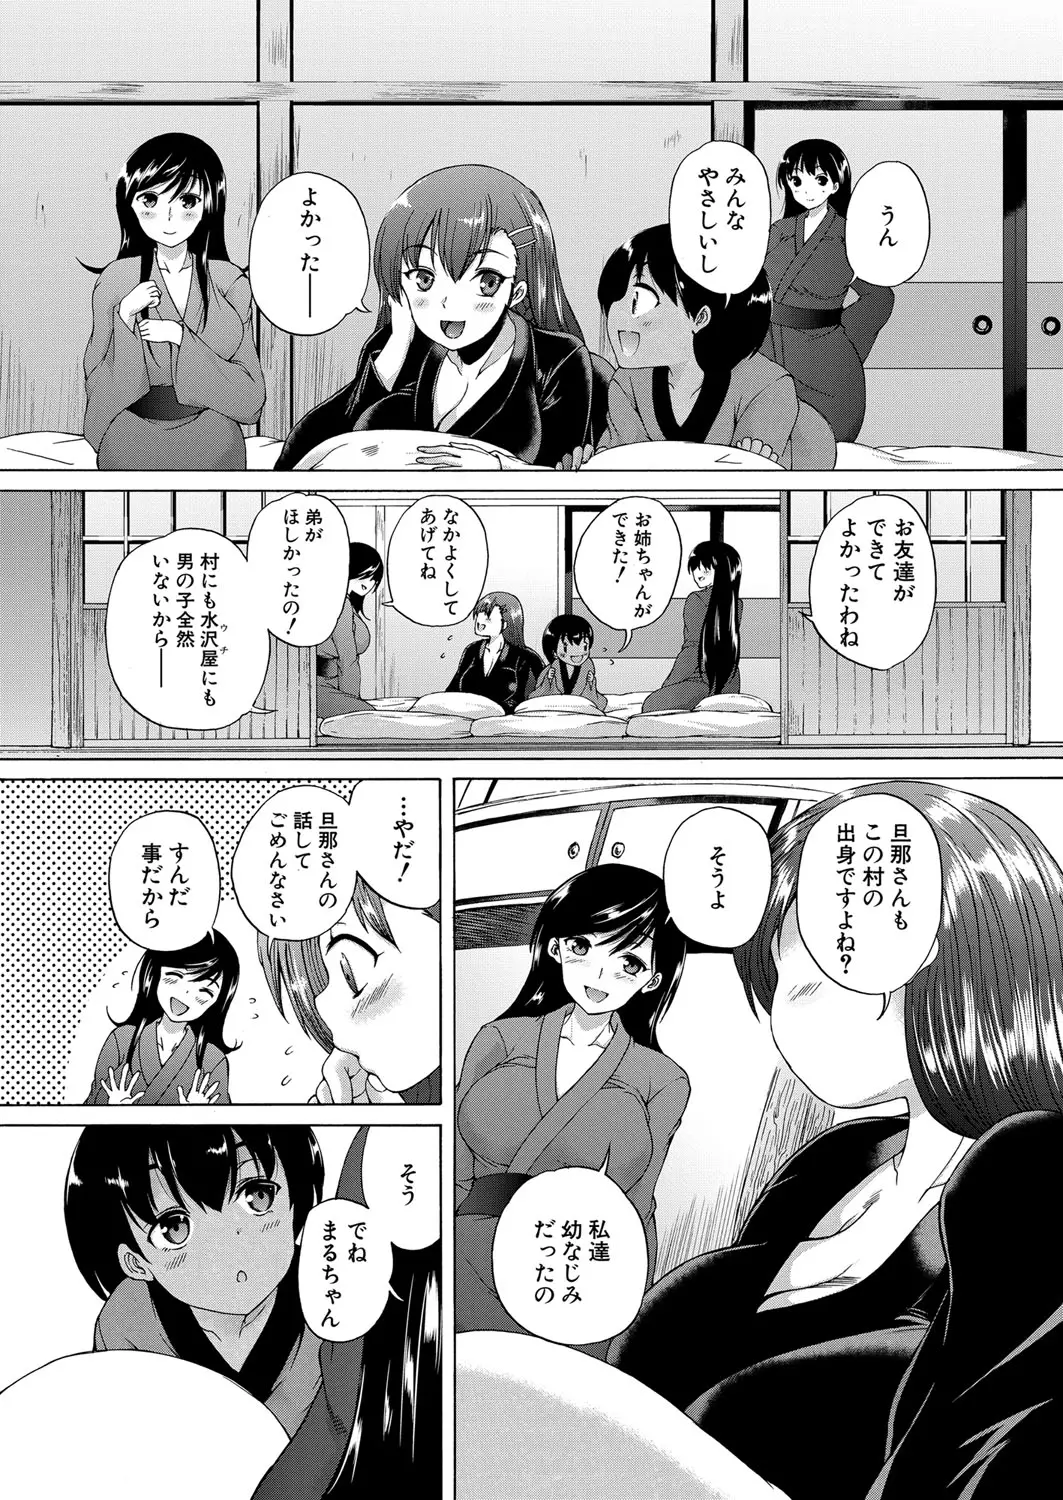 うん
みんな
やさしいし
よかった――
お友達が
できて
よかったわね
お姉ちゃんが
できた!
なかよくして
あげてね
弟が
ほしかったの!
村にも水沢屋にも
ウチ
男の子全然
いないから――
旦那さんも
この村の
出身ですよね?
そうよ
私達
幼なじみ
だったの
…やだ!
旦那さんの
話して
ごめんなさい
すんだ
事だから
そう
でね
まるちゃん